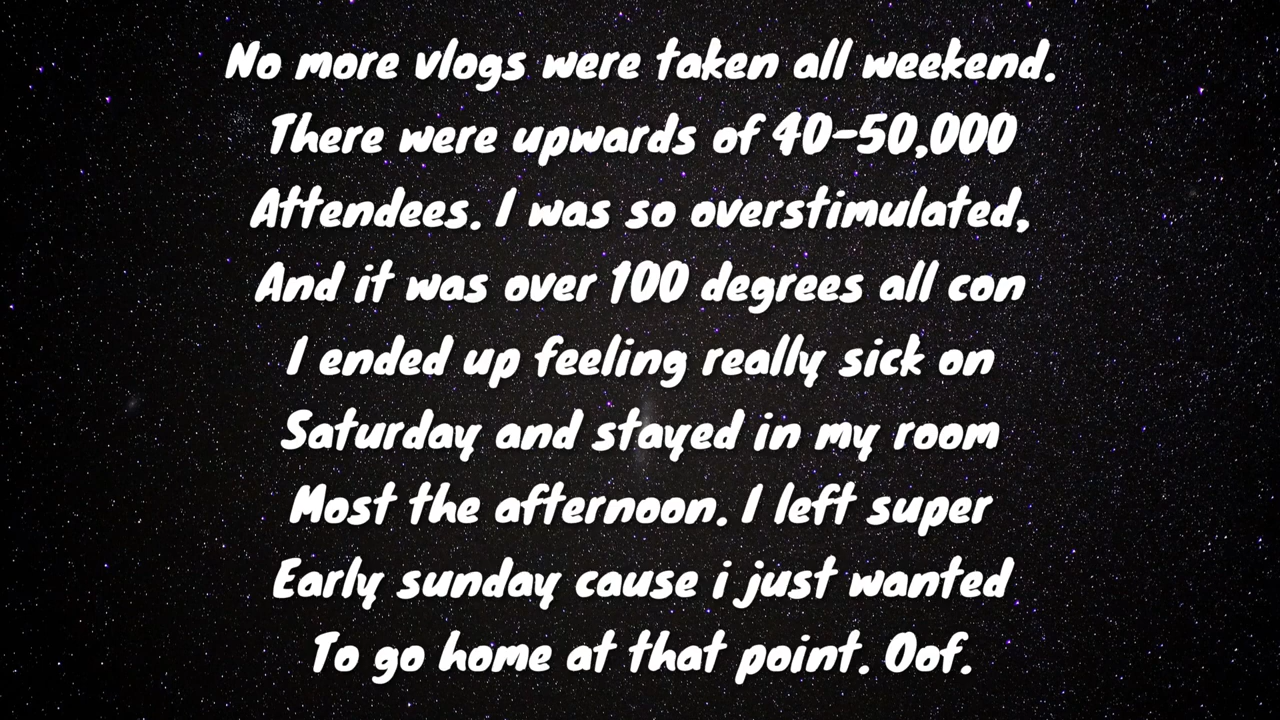 No more vlogs were taken all weekend.
There were upwards of 40-50,000
Attendees. I was so overstimulated,
And it was over 100 degrees all con
I ended up feeling really sick on
Saturday and stayed in my room
Most the afternoon. I left super
Early sunday cause i just wanted
To go home at that point. Oof.